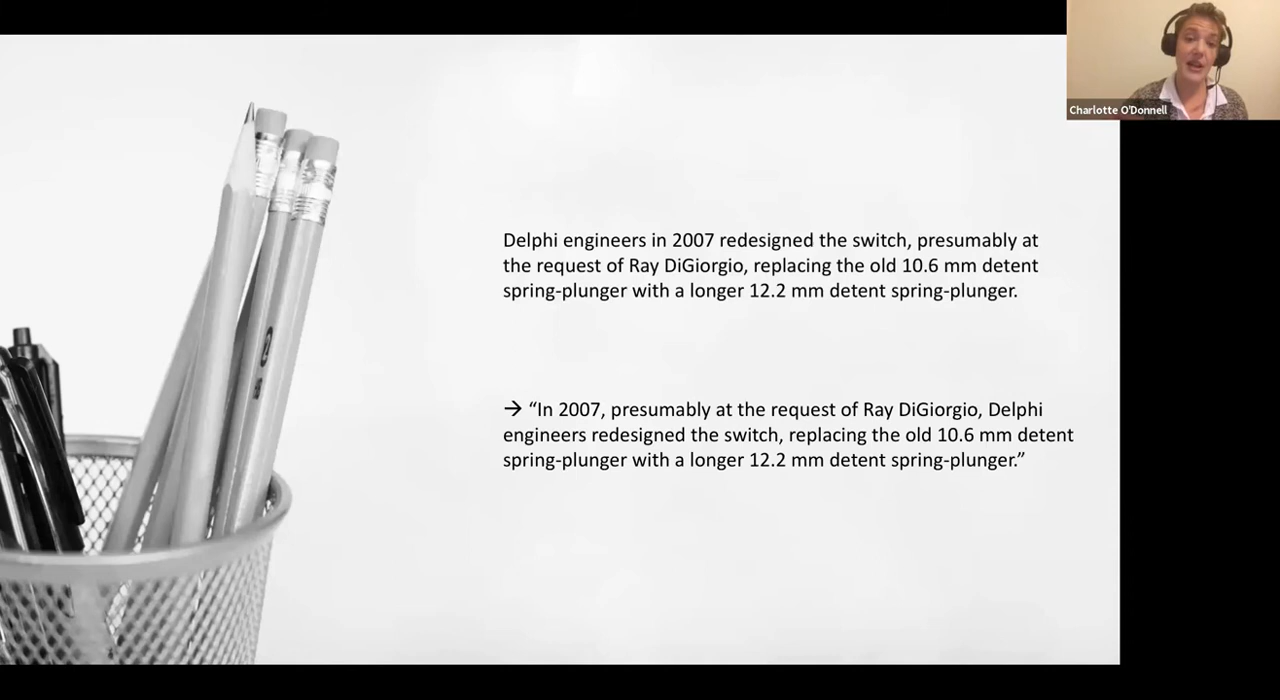 Charlotte O'Donnell
Delphi engineers in 2007 redesigned the switch, presumably at
the request of Ray DiGiorgio, replacing the old 10.6 mm detent
spring-plunger with a longer 12.2 mm detent spring-plunger.
→ “In 2007, presumably at the request of Ray DiGiorgio, Delphi
engineers redesigned the switch, replacing the old 10.6 mm detent
spring-plunger with a longer 12.2 mm detent spring-plunger.”